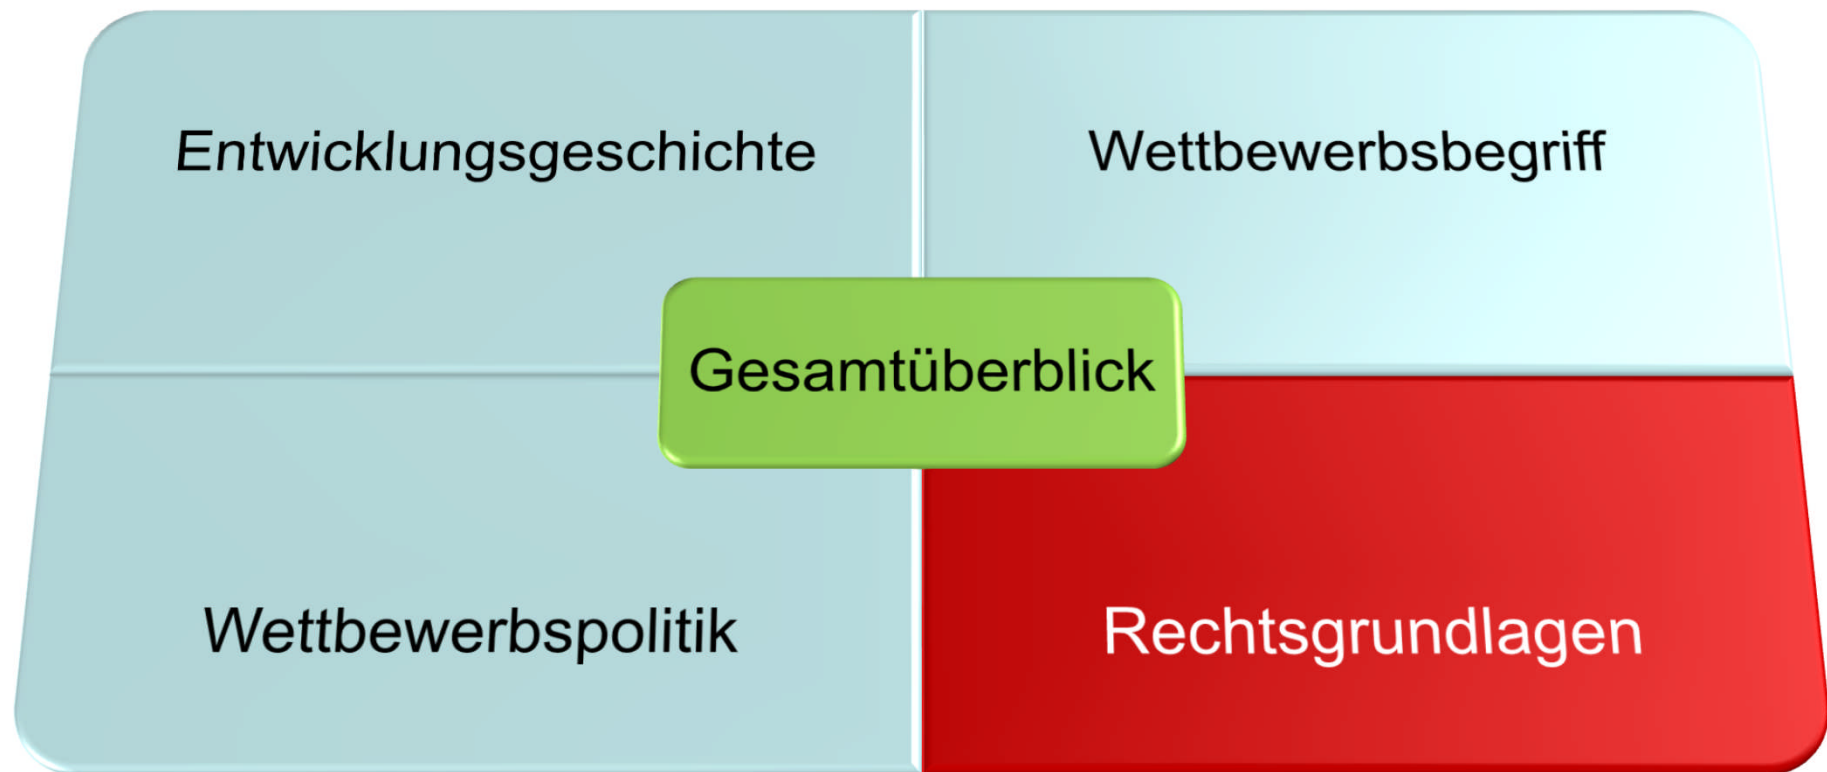 Entwicklungsgeschichte
Wettbewerbsbegriff
Gesamtüberblick
Wettbewerbspolitik
Rechtsgrundlagen